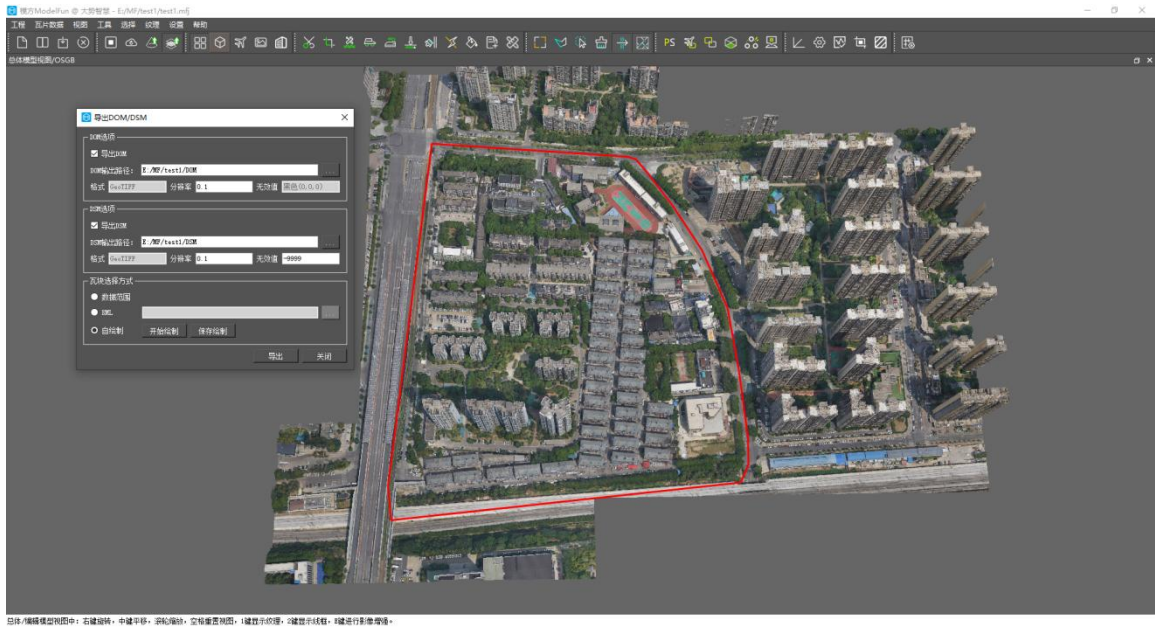 模方ModelFun @ 大势智慧 - E:/MF/test1/test1.mfj
工程 瓦片数据 视图 工具 选择 纹理 设置 帮助
PS
总体模型视图/OSGB
导出DOM/DSM
DOM选项
导出DOM
DOM输出路径： E:/MF/test1/DOM ...
格式 GeoTIFF 分辨率 0.1 无效值 黑色(0,0,0)
DSM选项
导出DSM
DSM输出路径： E:/MF/test1/DSM ...
格式 GeoTIFF 分辨率 0.1 无效值 -9999
瓦块选择方式
数据范围
KML ...
自绘制 开始绘制 保存绘制
导出 关闭
总体/编辑模型视图中：右键旋转，中键平移，滚轮缩放，空格重置视图，1键显示纹理，2键显示线框，8键进行影像增强。